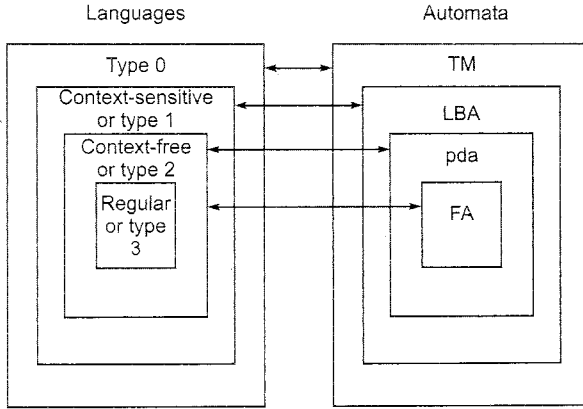 Languages
Automata
Type 0
TM
Context-sensitive
or type 1
LBA
Context-free
or type 2
pda
Regular
or type
3
FA